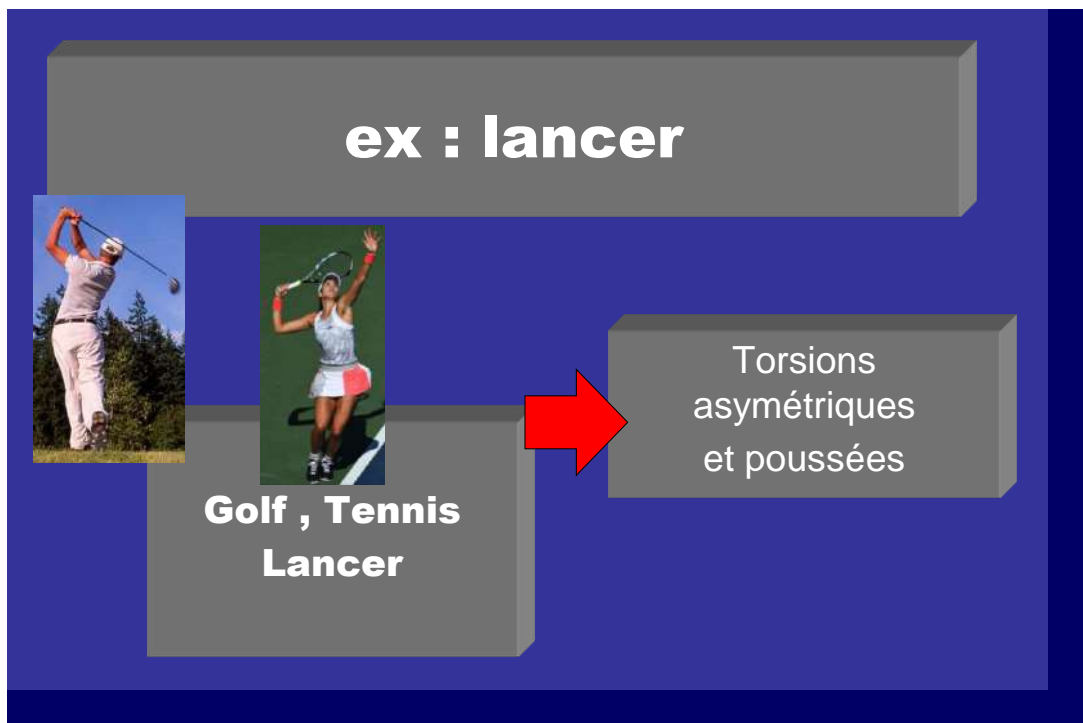 ex : lancer
Torsions
asymétriques
et poussées
Golf , Tennis
Lancer